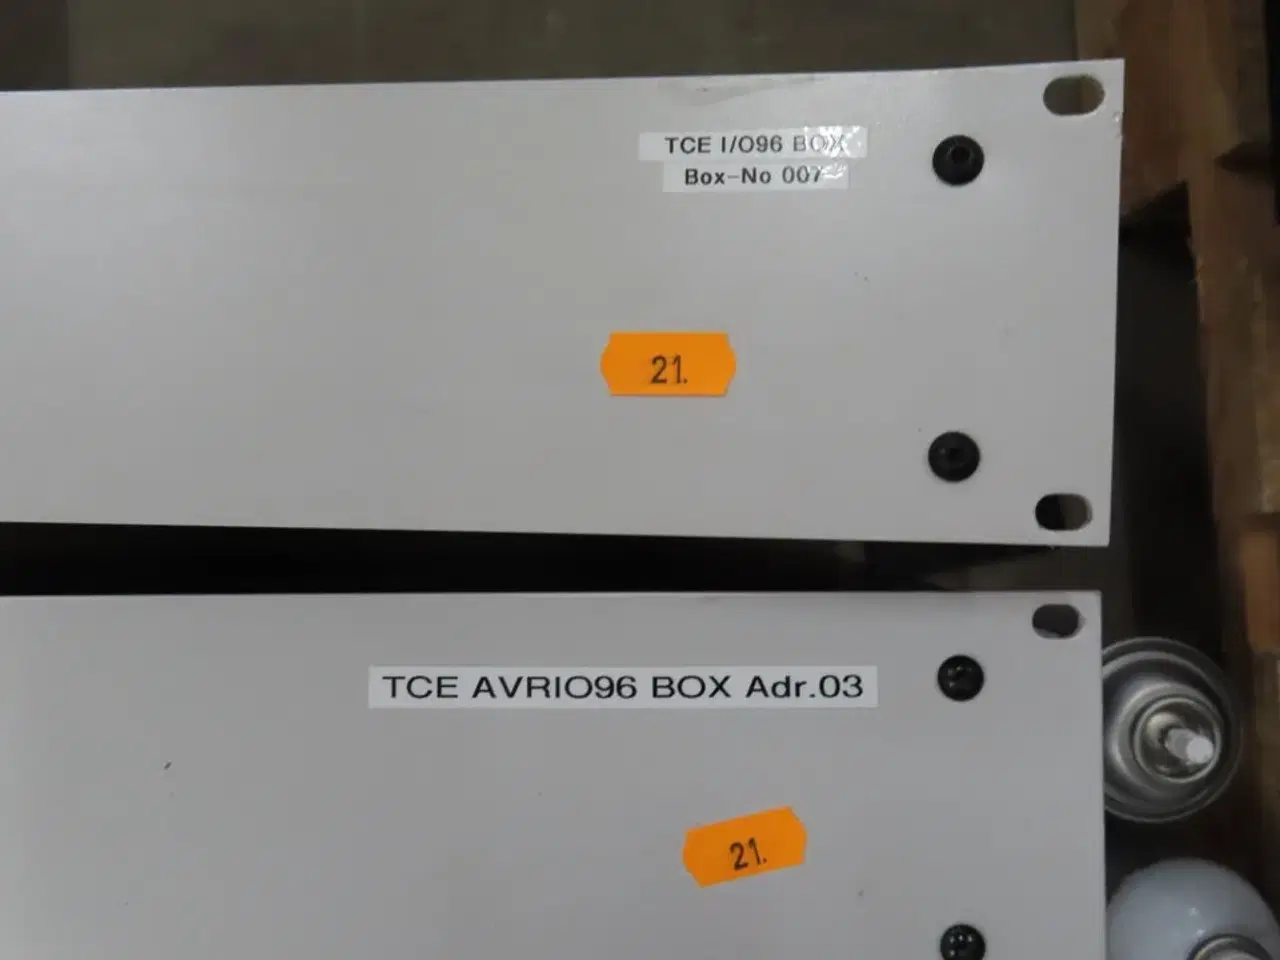 TCE I/O96 BOX
Box-No 007
21.
TCE AVRIO96 BOX Adr.03
21.